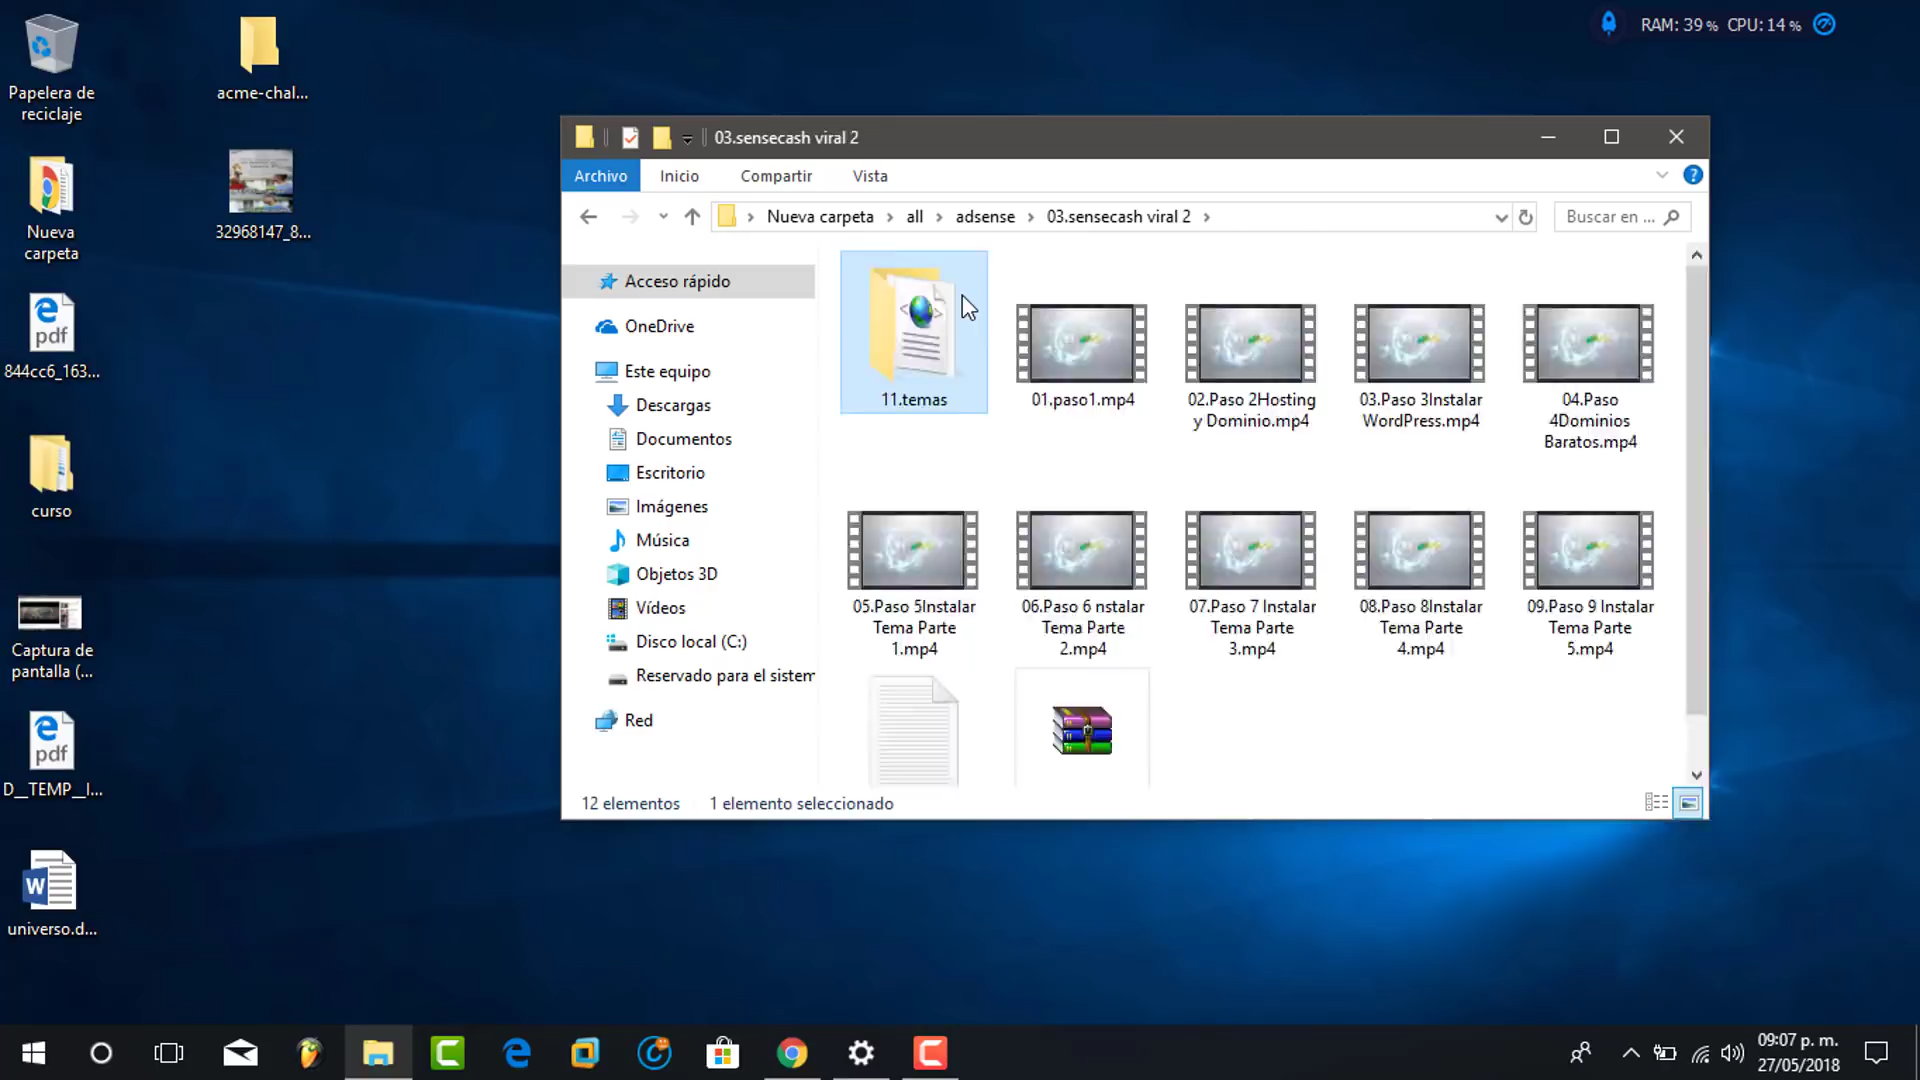 RAM: 39 % CPU: 14 %
Papelera de
reciclaje
acme-chal...
Nueva
carpeta
32968147_8...
pdf
844cc6_163...
curso
Captura de
pantalla (...
pdf
D__TEMP__I...
W
universo.d...
03.sensecash viral 2
Archivo
Inicio
Compartir
Vista
?
Nueva carpeta
all
adsense
03.sensecash viral 2
Buscar en ...
Acceso rápido
OneDrive
Este equipo
Descargas
Documentos
Escritorio
Imágenes
Música
Objetos 3D
Vídeos
Disco local (C:)
Reservado para el sistem
Red
11.temas
01.paso1.mp4
02.Paso 2Hosting
y Dominio.mp4
03.Paso 3Instalar
WordPress.mp4
04.Paso
4Dominios
Baratos.mp4
05.Paso 5Instalar
Tema Parte
1.mp4
06.Paso 6 nstalar
Tema Parte
2.mp4
07.Paso 7 Instalar
Tema Parte
3.mp4
08.Paso 8Instalar
Tema Parte
4.mp4
09.Paso 9 Instalar
Tema Parte
5.mp4
12 elementos
1 elemento seleccionado
09:07 p. m.
27/05/2018